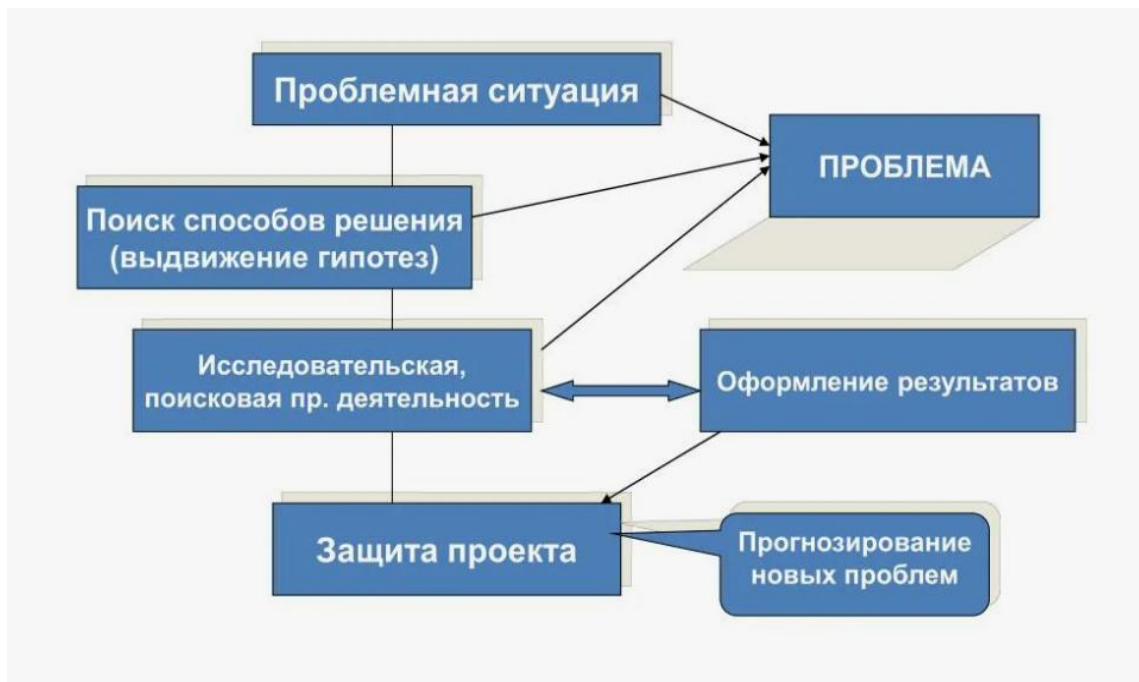 Проблемная ситуация
ПРОБЛЕМА
Поиск способов решения
(выдвижение гипотез)
Исследовательская,
поисковая пр. деятельность
Оформление результатов
Защита проекта
Прогнозирование
новых проблем